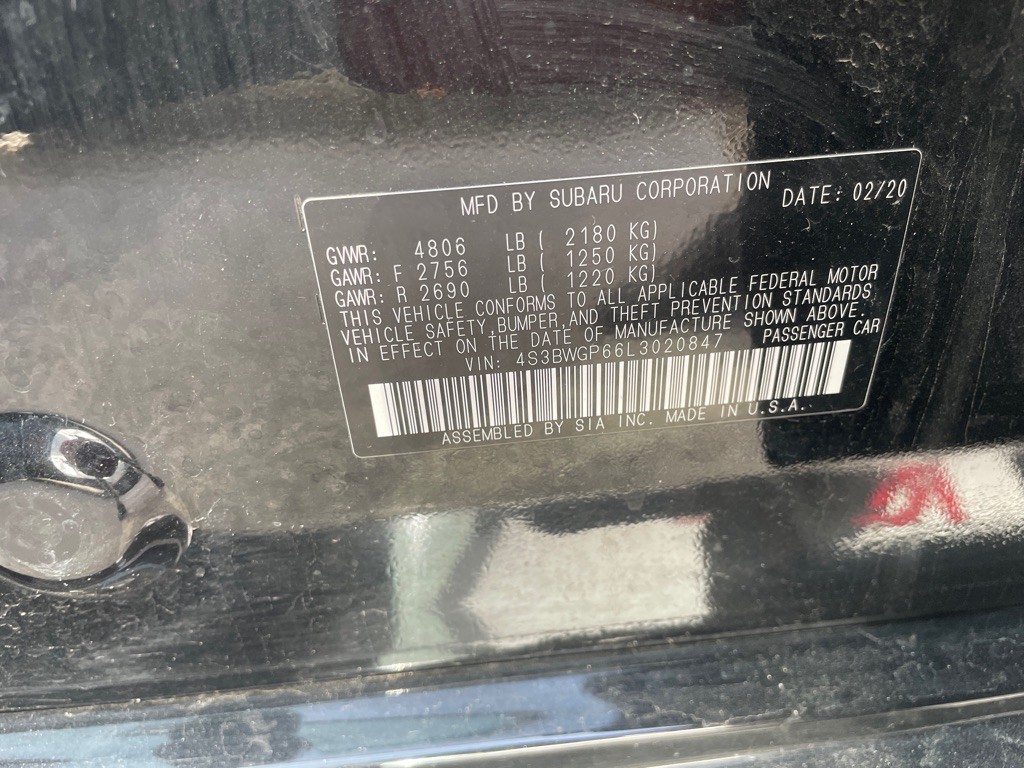 MFD BY SUBARU CORPORATION DATE: 02/20
GVWR: 4806 LB ( 2180 KG)
GAWR: F 2756 LB ( 1250 KG)
GAWR: R 2690 LB ( 1220 KG)
THIS VEHICLE CONFORMS TO ALL APPLICABLE FEDERAL MOTOR
VEHICLE SAFETY, BUMPER, AND THEFT PREVENTION STANDARDS
IN EFFECT ON THE DATE OF MANUFACTURE SHOWN ABOVE.
VIN: 4S3BWGP66L3020847 PASSENGER CAR
ASSEMBLED BY SIA INC. MADE IN U.S.A.